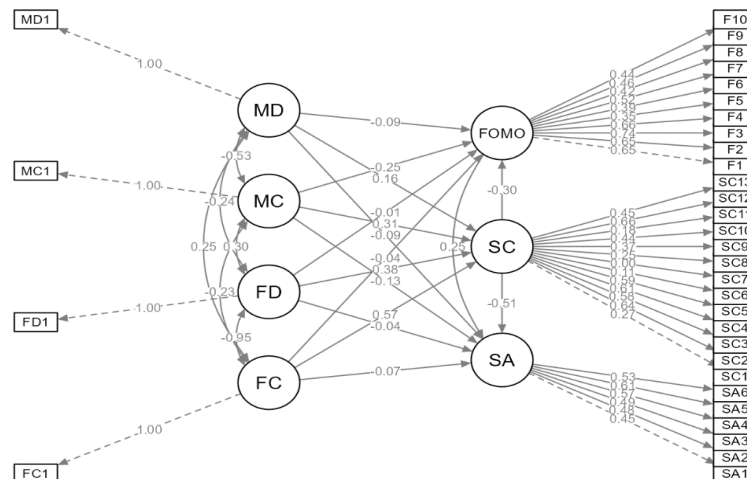 MD1
MC1
FD1
FC1
1.00
1.00
1.00
1.00
MD
MC
FD
FC
-0.53
-0.24
0.25
0.30
-0.23
-0.95
-0.09
-0.25
0.16
-0.01
0.31
-0.09
-0.04
0.38
-0.13
0.57
-0.04
-0.07
FOMO
SC
SA
-0.30
0.25
-0.51
0.44
0.46
0.42
0.52
0.39
0.35
0.66
0.74
0.65
0.65
0.45
0.66
0.18
0.44
0.37
0.25
0.00
0.11
0.59
0.61
0.58
0.64
0.27
0.53
0.61
0.57
0.49
0.48
0.45
F10
F9
F8
F7
F6
F5
F4
F3
F2
F1
SC13
SC12
SC11
SC10
SC9
SC8
SC7
SC6
SC5
SC4
SC3
SC2
SC1
SA6
SA5
SA4
SA3
SA2
SA1